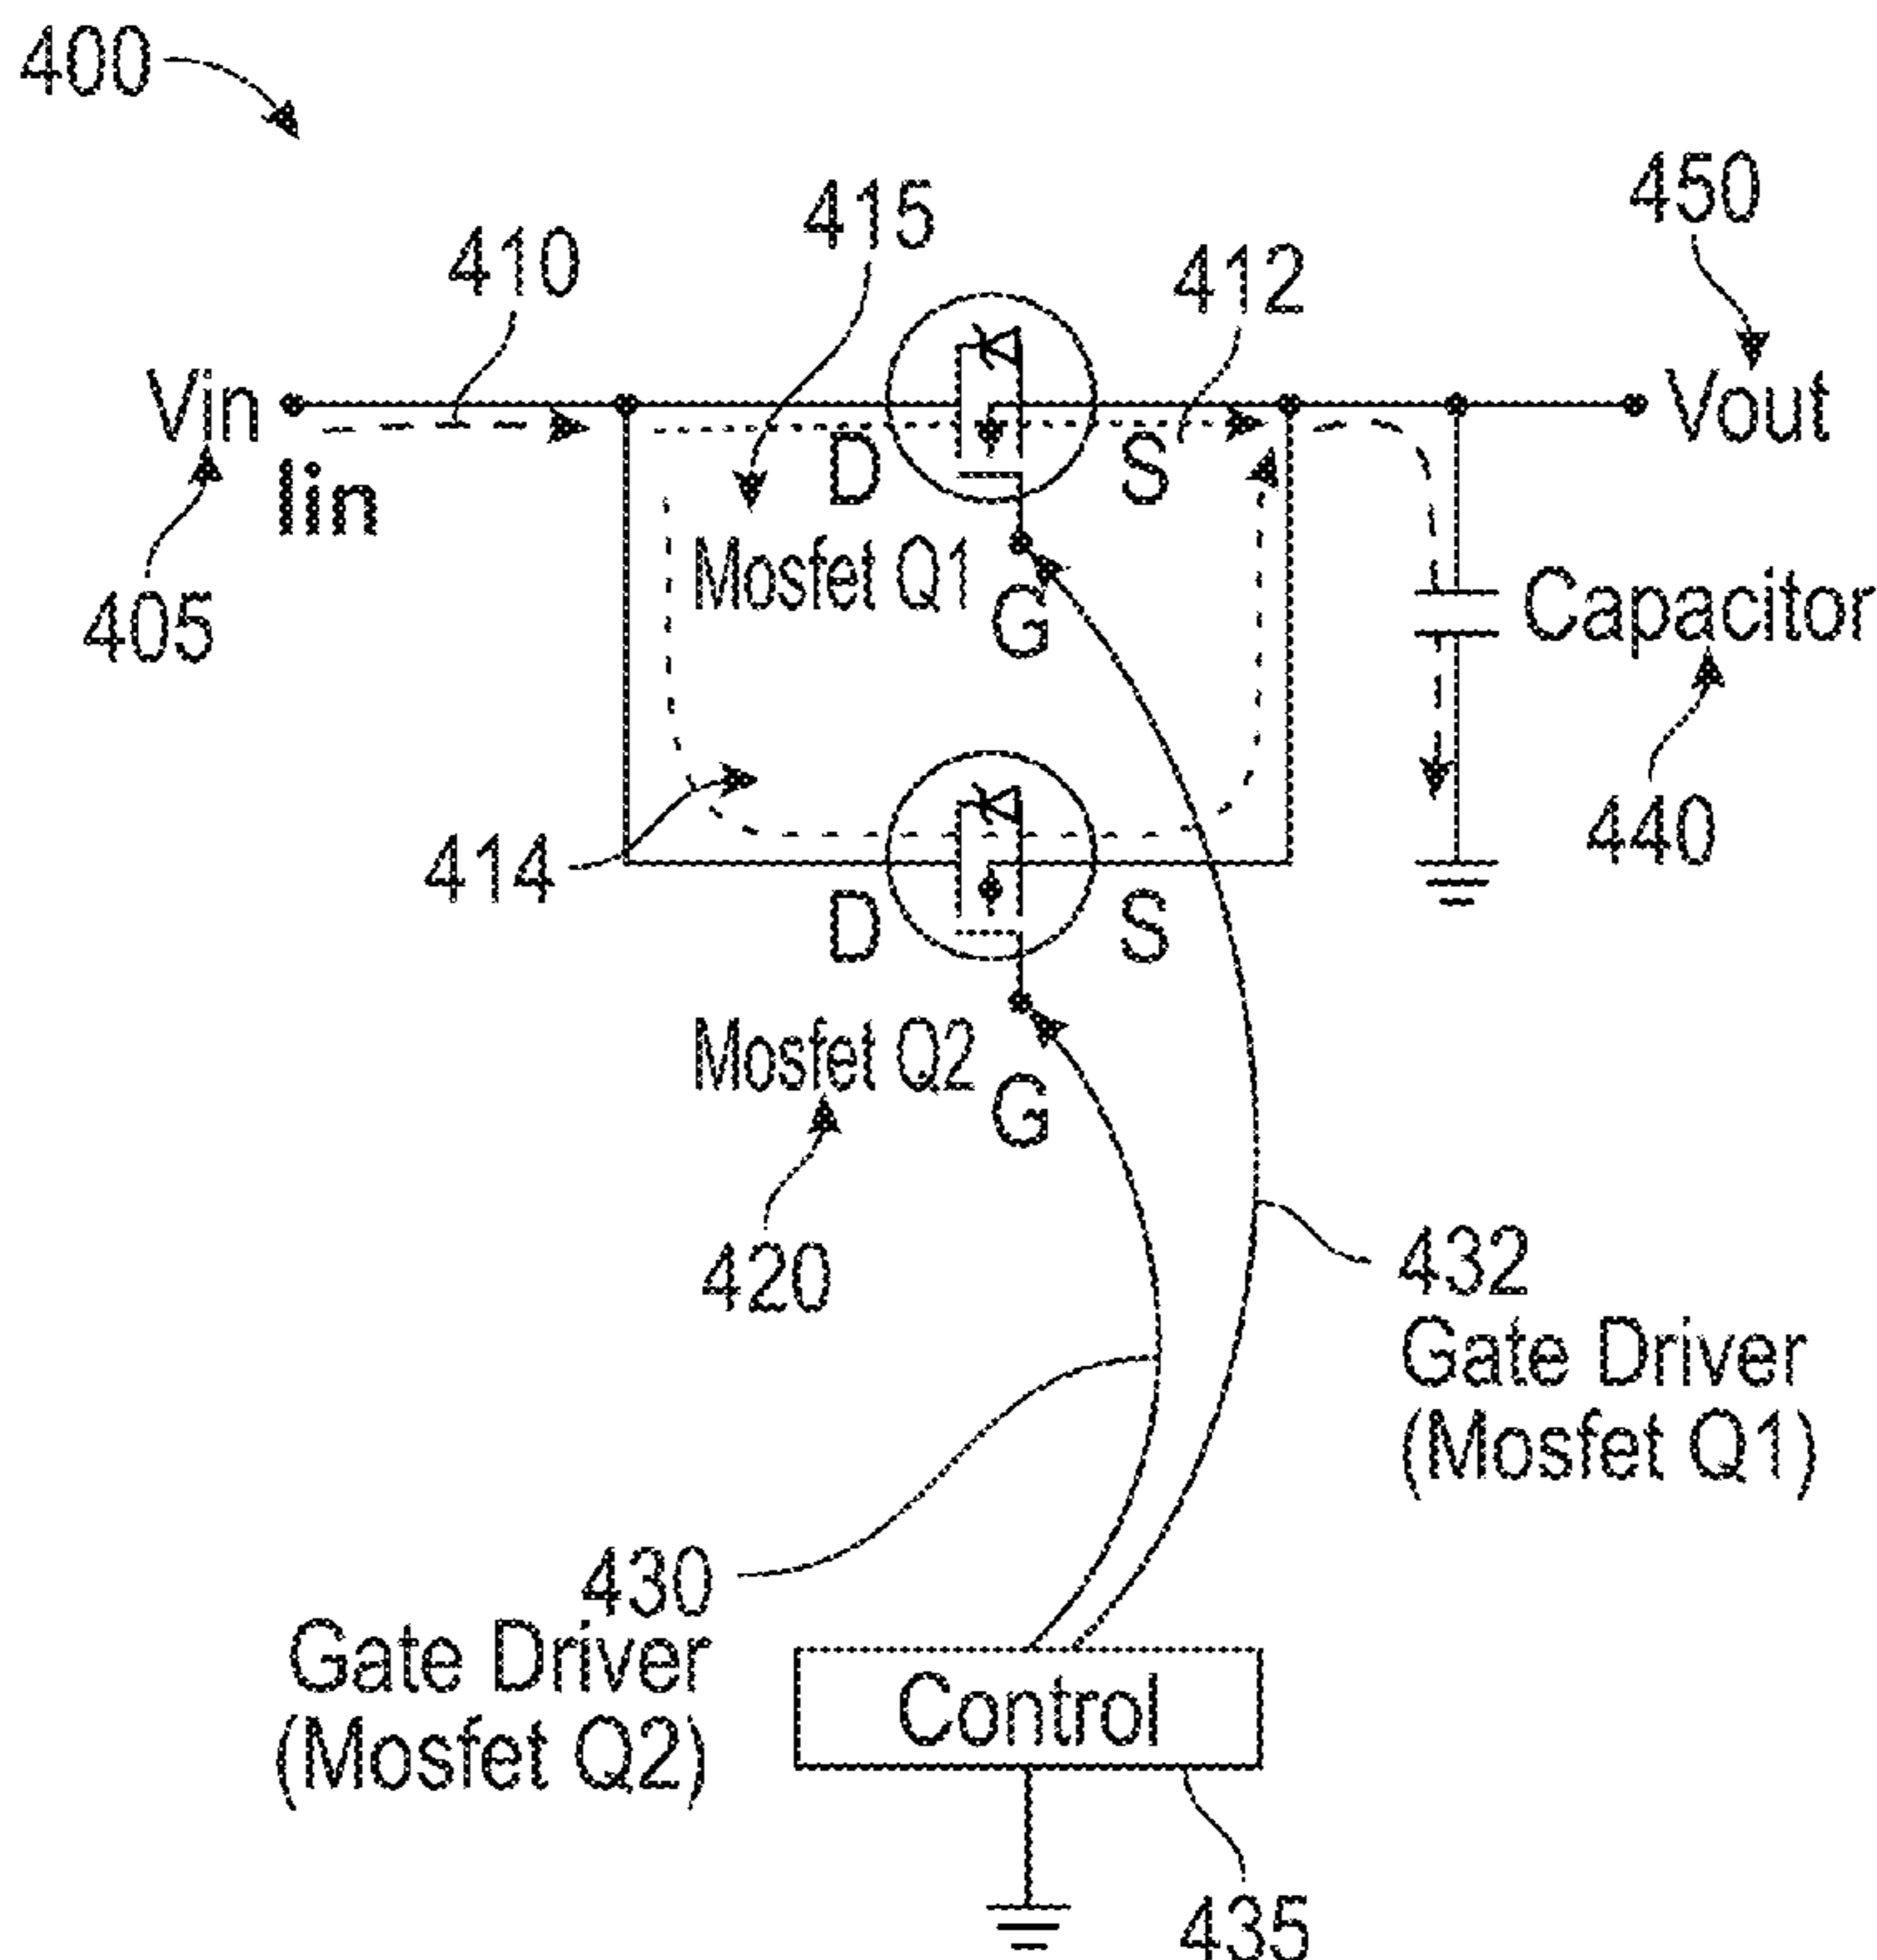 400
450
415
410
412
Vin
Vout
Iin
D
S
Mosfet Q1
G
Capacitor
405
440
414
D
S
Mosfet Q2
G
420
432
Gate Driver
(Mosfet Q1)
430
Gate Driver
(Mosfet Q2)
Control
435